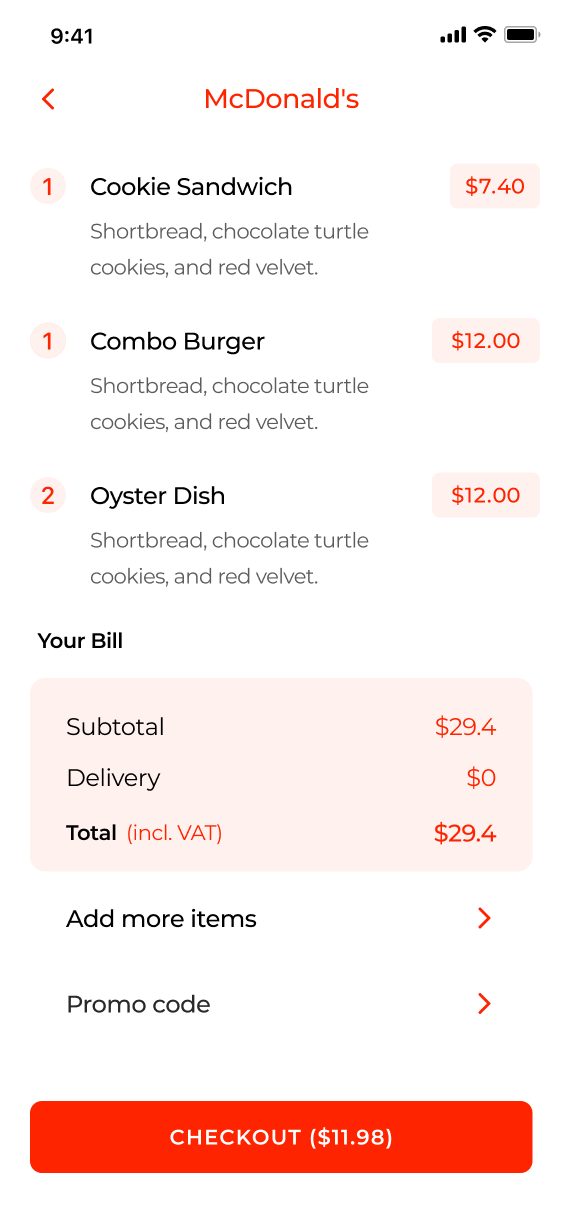 9:41
McDonald's
1 Cookie Sandwich $7.40
Shortbread, chocolate turtle
cookies, and red velvet.
1 Combo Burger $12.00
Shortbread, chocolate turtle
cookies, and red velvet.
2 Oyster Dish $12.00
Shortbread, chocolate turtle
cookies, and red velvet.
Your Bill
Subtotal $29.4
Delivery $0
Total (incl. VAT) $29.4
Add more items
Promo code
CHECKOUT ($11.98)